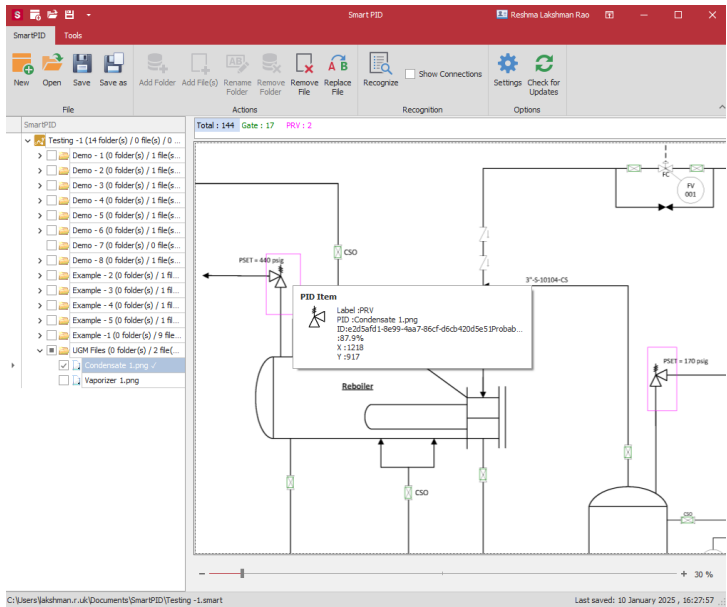 S
Smart PID
Reshma Lakshman Rao
SmartPID
Tools
New
Open
Save
Save as
Add Folder
Add File(s)
Rename Folder
Remove Folder
Remove File
Replace File
Recognize
Show Connections
Settings
Check for Updates
File
Actions
Recognition
Options
SmartPID
Testing -1 (14 folder(s) / 0 file(s) / 0 ...
Demo - 1 (0 folder(s) / 1 file(s...
Demo - 2 (0 folder(s) / 1 file(s...
Demo - 3 (0 folder(s) / 1 file(s...
Demo - 4 (0 folder(s) / 1 file(s...
Demo - 5 (0 folder(s) / 1 file(s...
Demo - 6 (0 folder(s) / 1 file(s...
Demo - 7 (0 folder(s) / 0 file(s...
Demo - 8 (0 folder(s) / 1 file(s...
Example - 2 (0 folder(s) / 1 fil...
Example - 3 (0 folder(s) / 1 fil...
Example - 4 (0 folder(s) / 1 fil...
Example - 5 (0 folder(s) / 1 fil...
Example -1 (0 folder(s) / 9 file...
UGM Files (0 folder(s) / 2 file(...
Condensate 1.png ✓
Vaporizer 1.png
Total : 144 Gate : 17 PRV : 2
FC
FV
001
CSO
PSET = 440 psig
3"-S-10104-CS
PID Item
Label :PRV
PID :Condensate 1.png
ID:e2d5afd1-8e99-4aa7-86cf-d6cb420d5e51Probab...
:87.9%
X :1218
Y :917
PSET = 170 psig
Reboiler
CSO
CSO
30 %
C:\Users\lakshman.r.uk\Documents\SmartPID\Testing -1.smart
Last saved: 10 January 2025 , 16:27:57